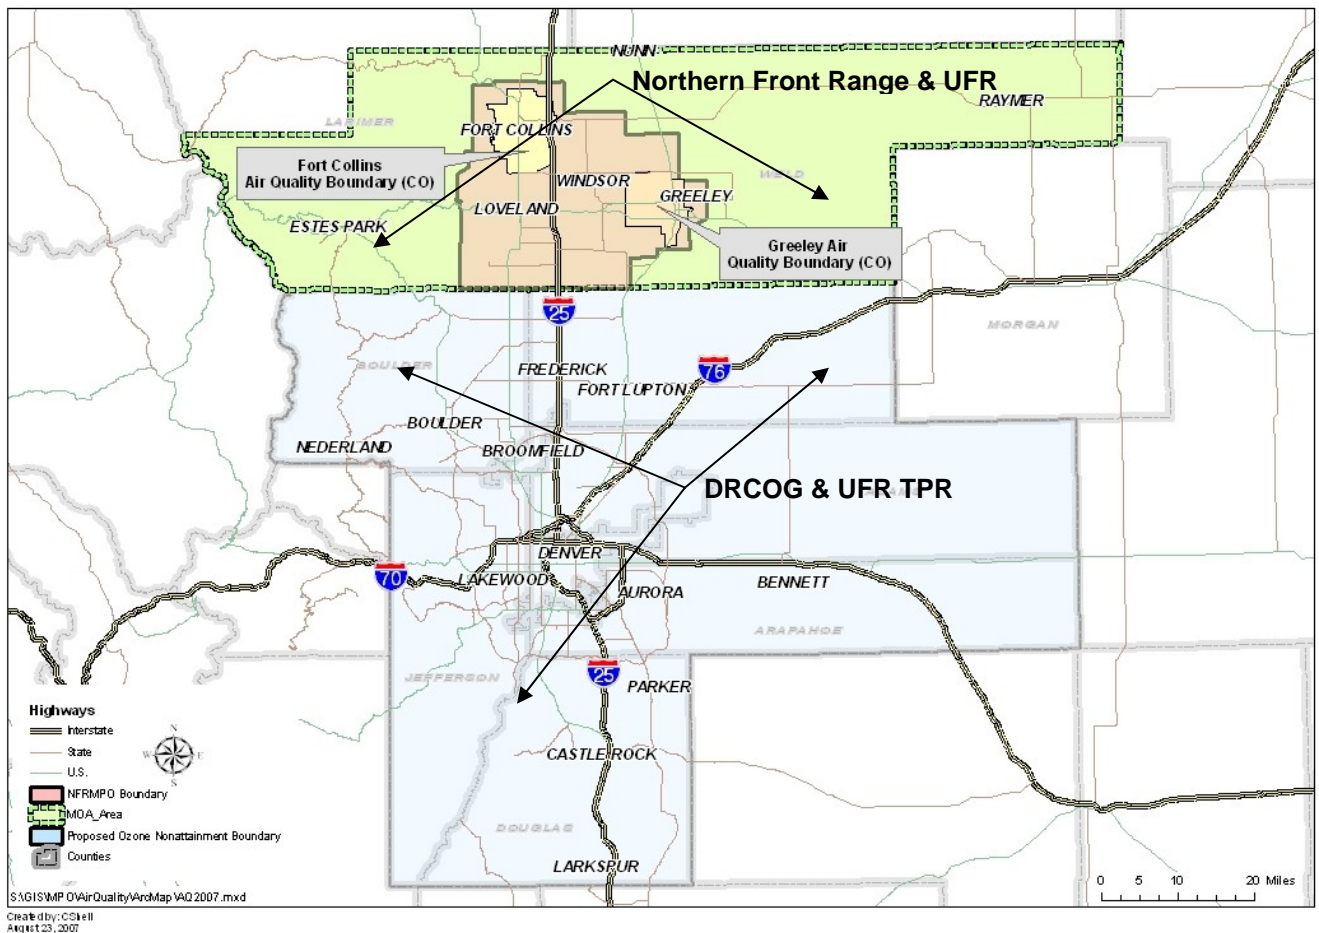 NUNN
Northern Front Range & UFR
RAYMER
LARIMER
FORT COLLINS
Fort Collins
Air Quality Boundary (CO)
WINDSOR
WELD
GREELEY
LOVELAND
ESTES PARK
Greeley Air
Quality Boundary (CO)
25
MORGAN
BOULDER
FREDERICK
76
FORT LUPTON
BOULDER
NEDERLAND
BROOMFIELD
DRCOG & UFR TPR
DENVER
70
LAKEWOOD
AURORA
BENNETT
ARAPAHOE
JEFFERSON
25
PARKER
CASTLE ROCK
DOUGLAS
LARKSPUR
Highways
Interstate
State
U.S.
NFRMPO Boundary
MOA_Area
Proposed Ozone Nonattainment Boundary
Counties
N
W
E
S
0 5 10 20 Miles
S:\GIS\MPO\AirQuality\ArcMap\AQ2007.mxd
Created by: CShell
August 23, 2007